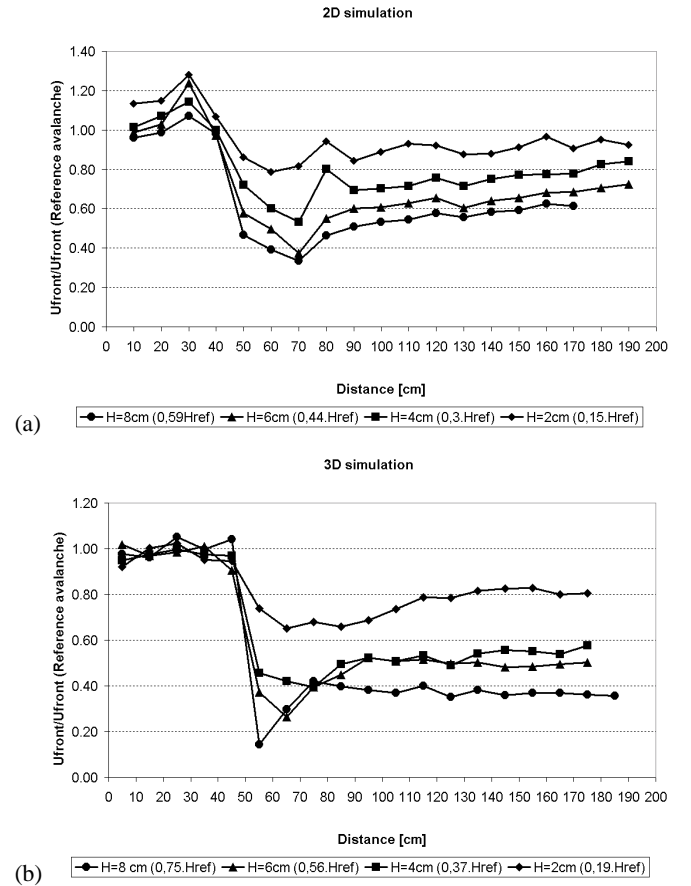 2D simulation
Ufront/Ufront (Reference avalanche)
1.40
1.20
1.00
0.80
0.60
0.40
0.20
0.00
0 10 20 30 40 50 60 70 80 90 100 110 120 130 140 150 160 170 180 190 200
Distance [cm]
(a)
H=8cm (0,59Href) H=6cm (0,44.Href) H=4cm (0,3.Href) H=2cm (0,15.Href)
3D simulation
Ufront/Ufront (Reference avalanche)
1.20
1.00
0.80
0.60
0.40
0.20
0.00
0 10 20 30 40 50 60 70 80 90 100 110 120 130 140 150 160 170 180 190 200
Distance [cm]
(b)
H=8 cm (0,75.Href) H=6cm (0,56.Href) H=4cm (0,37.Href) H=2cm (0,19.Href)